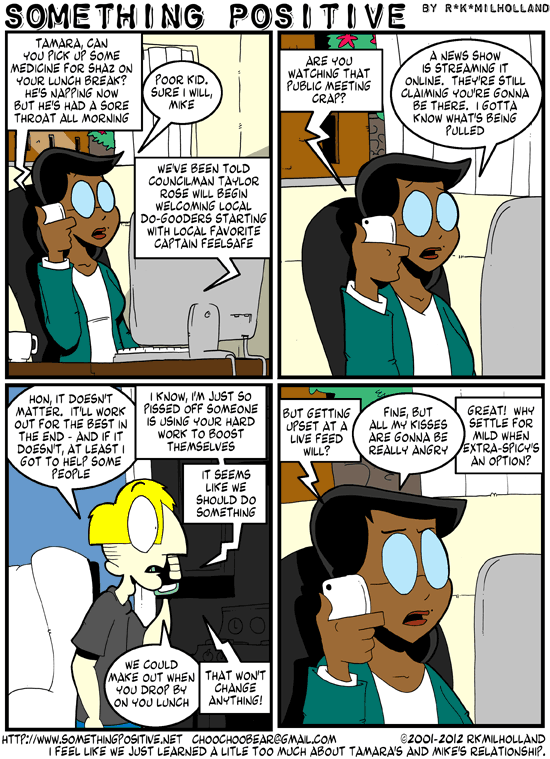 SOMETHING POSITIVE BY R*K*MILHOLLAND
TAMARA, CAN
YOU PICK UP SOME
MEDICINE FOR SHAZ ON
YOUR LUNCH BREAK?
HE'S NAPPING NOW
BUT HE'S HAD A SORE
THROAT ALL MORNING
POOR KID.
SURE I WILL,
MIKE
WE'VE BEEN TOLD
COUNCILMAN TAYLOR
ROSE WILL BEGIN
WELCOMING LOCAL
DO-GOODERS STARTING
WITH LOCAL FAVORITE
CAPTAIN FEELSAFE
ARE YOU
WATCHING THAT
PUBLIC MEETING
CRAP?
A NEWS SHOW
IS STREAMING IT
ONLINE. THEY'RE STILL
CLAIMING YOU'RE GONNA
BE THERE. I GOTTA
KNOW WHAT'S BEING
PULLED
HON, IT DOESN'T
MATTER. IT'LL WORK
OUT FOR THE BEST IN
THE END - AND IF IT
DOESN'T, AT LEAST I
GOT TO HELP SOME
PEOPLE
I KNOW, I'M JUST SO
PISSED OFF SOMEONE
IS USING YOUR HARD
WORK TO BOOST
THEMSELVES
IT SEEMS
LIKE WE
SHOULD DO
SOMETHING
WE COULD
MAKE OUT WHEN
YOU DROP BY
ON YOU LUNCH
THAT WON'T
CHANGE
ANYTHING!
BUT GETTING
UPSET AT A
LIVE FEED
WILL?
FINE, BUT
ALL MY KISSES
ARE GONNA BE
REALLY ANGRY
GREAT! WHY
SETTLE FOR
MILD WHEN
EXTRA-SPICY'S
AN OPTION?
HTTP://WWW.SOMETHINGPOSITIVE.NET CHOOCHOOBEAR@GMAIL.COM ©2001-2012 RKMILHOLLAND
I FEEL LIKE WE JUST LEARNED A LITLE TOO MUCH ABOUT TAMARA'S AND MIKE'S RELATIONSHIP.